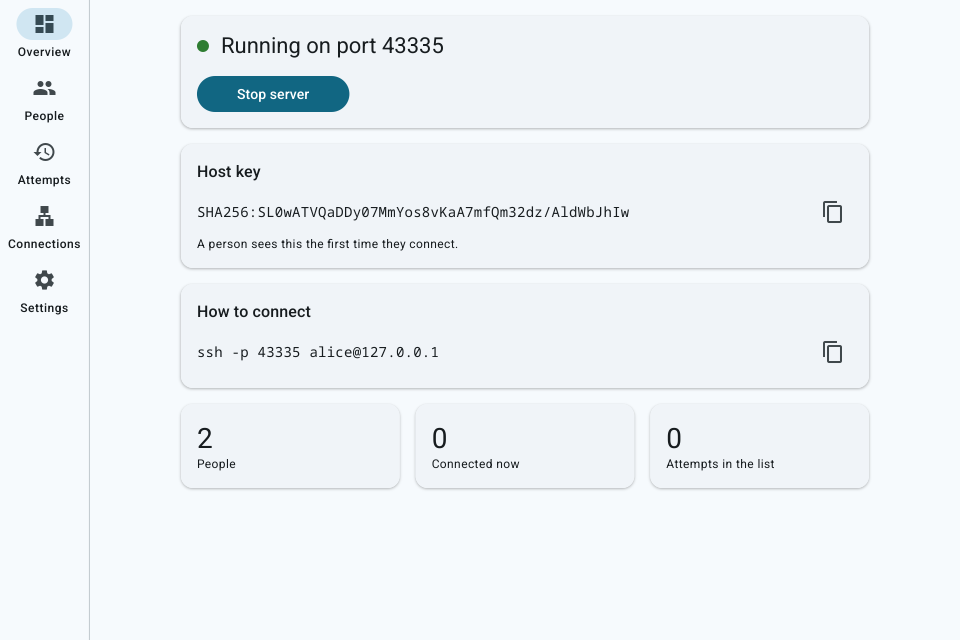 Overview
People
Attempts
Connections
Settings
Running on port 43335
Stop server
Host key
SHA256:SL0wATVQaDDy07MmYos8vKaA7mfQm32dz/AldWbJhIw
A person sees this the first time they connect.
How to connect
ssh -p 43335 alice@127.0.0.1
2
People
0
Connected now
0
Attempts in the list